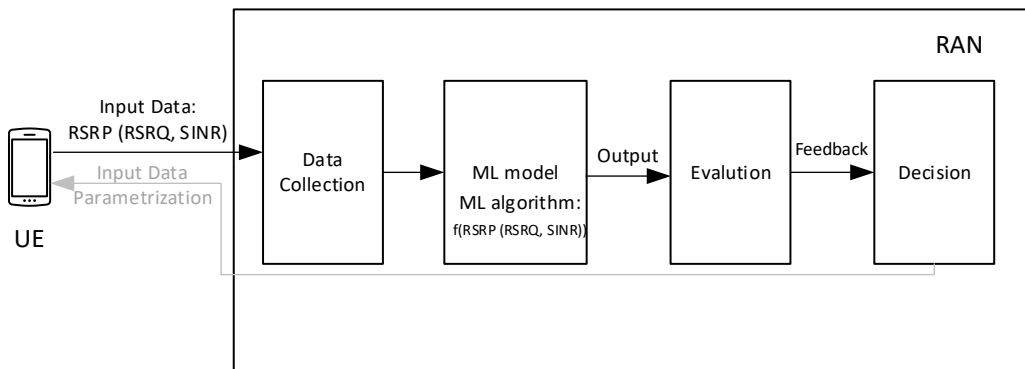 RAN
Input Data:
RSRP (RSRQ, SINR)
Input Data
Parametrization
UE
Data
Collection
ML model
ML algorithm:
f(RSRP (RSRQ, SINR))
Output
Evalution
Feedback
Decision